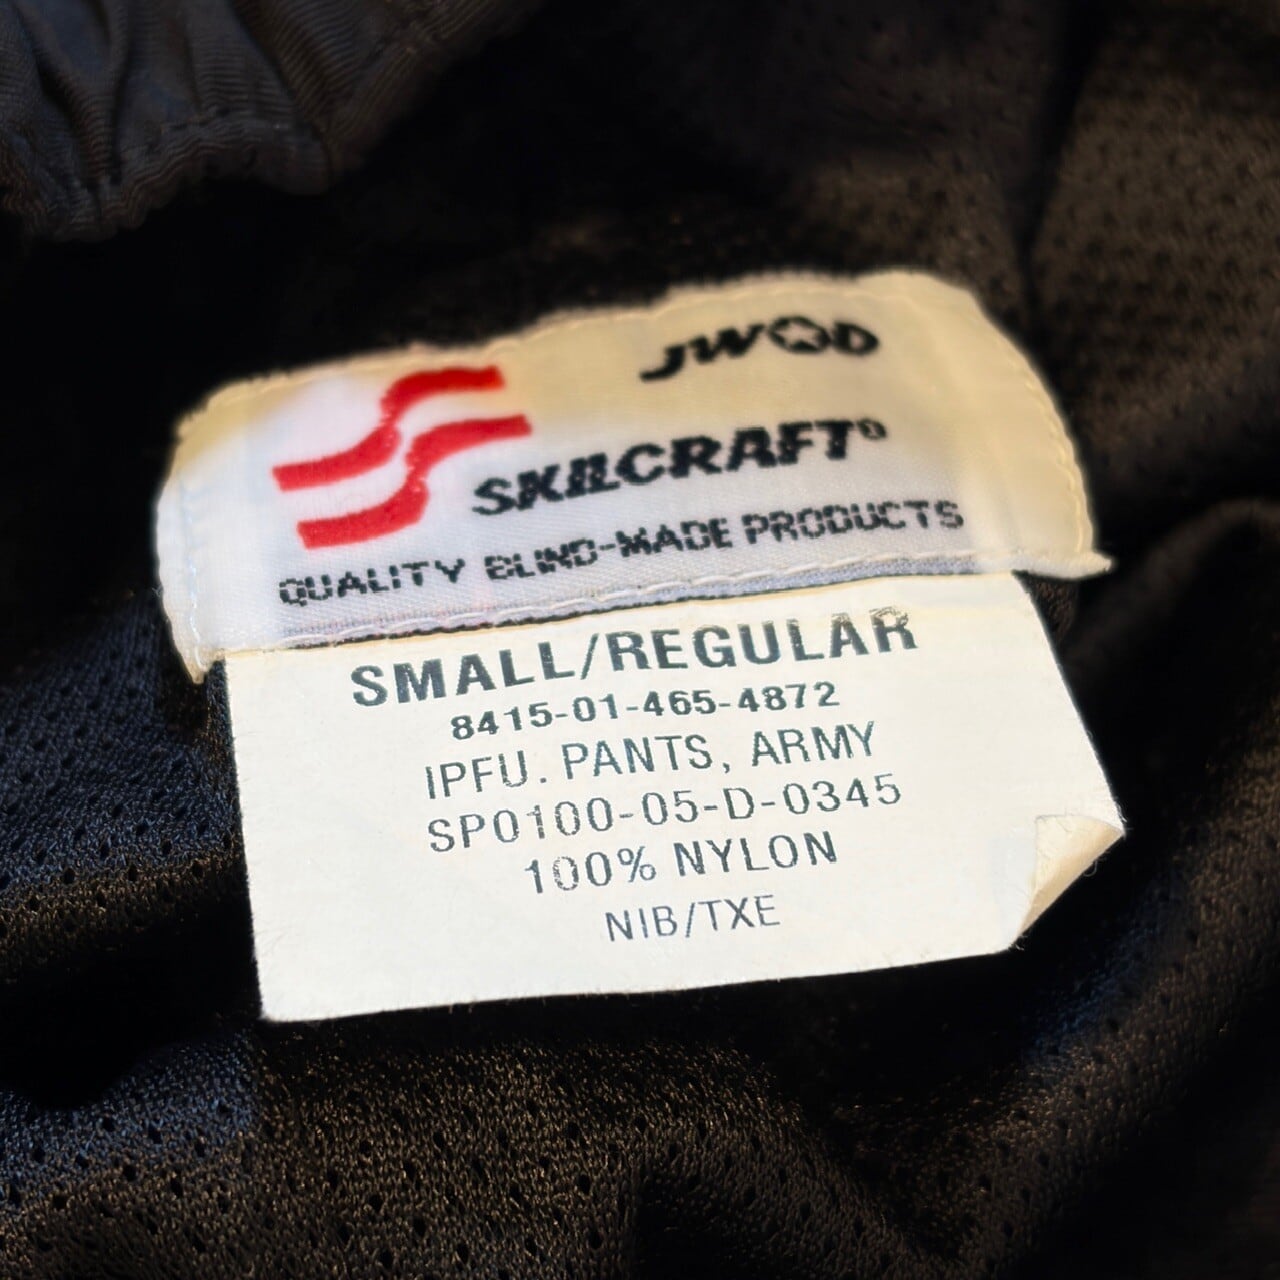 JWOD
SKILCRAFT®
QUALITY BLIND-MADE PRODUCTS
SMALL/REGULAR
8415-01-465-4872
IPFU. PANTS, ARMY
SP0100-05-D-0345
100% NYLON
NIB/TXE